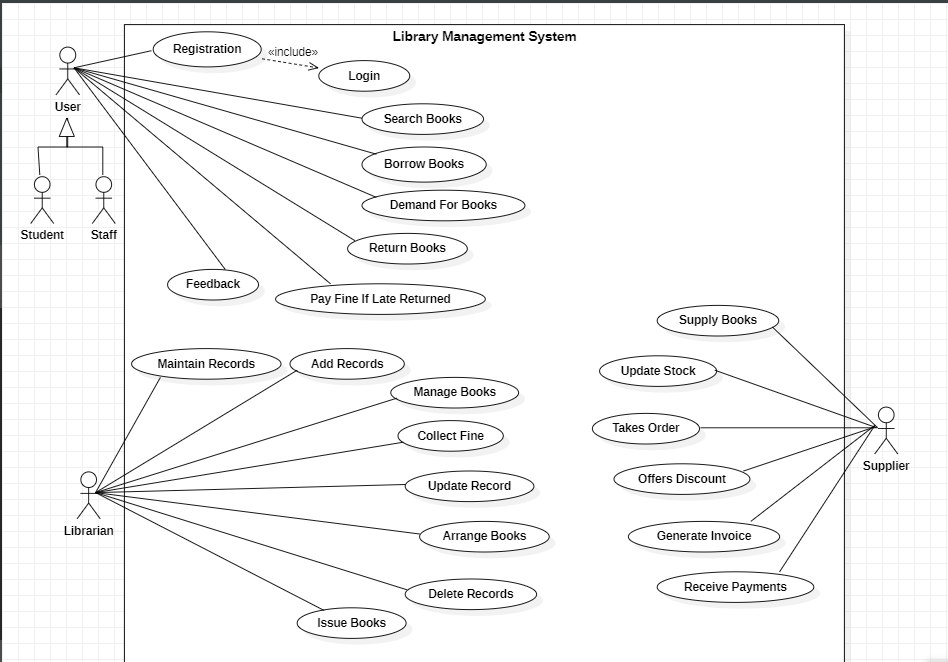 Library Management System
Registration
«include»
Login
User
Search Books
Borrow Books
Demand For Books
Student
Staff
Return Books
Feedback
Pay Fine If Late Returned
Supply Books
Maintain Records
Add Records
Update Stock
Manage Books
Takes Order
Collect Fine
Supplier
Offers Discount
Update Record
Librarian
Arrange Books
Generate Invoice
Receive Payments
Delete Records
Issue Books